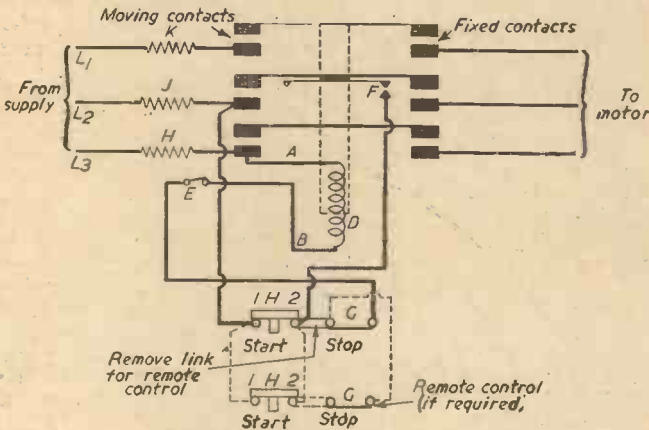 Moving contacts
Fixed contacts
K
L1
From supply
J
L2
F
To motor
H
L3
A
E
D
B
1 H 2
G
Start
Stop
Remove link
for remote
control
1 H 2
G
Start
Stop
Remote control
(if required,